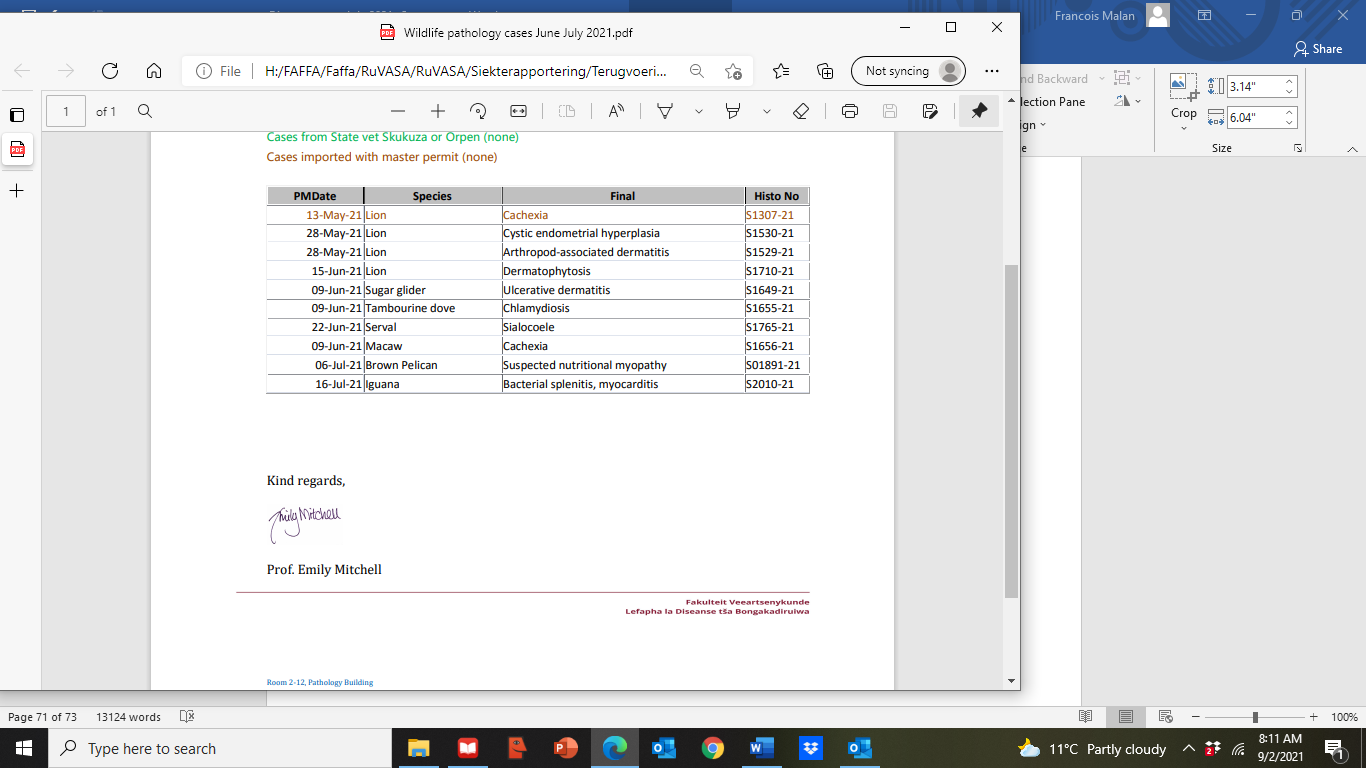 Francois Malan
Share
Wildlife pathology cases June July 2021.pdf
File H:/FAFFA/Faffa/RuVASA/RuVASA/Siekterapportering/Terugvoeri... Not syncing
1 of 1
nd Backward
lection Pane
ign
e
Crop
3.14"
6.04"
Size
Cases from State vet Skukuza or Orpen (none)
Cases imported with master permit (none)
PMDate Species Final Histo No
13-May-21 Lion Cachexia S1307-21
28-May-21 Lion Cystic endometrial hyperplasia S1530-21
28-May-21 Lion Arthropod-associated dermatitis S1529-21
15-Jun-21 Lion Dermatophytosis S1710-21
09-Jun-21 Sugar glider Ulcerative dermatitis S1649-21
09-Jun-21 Tambourine dove Chlamydiosis S1655-21
22-Jun-21 Serval Sialocoele S1765-21
09-Jun-21 Macaw Cachexia S1656-21
06-Jul-21 Brown Pelican Suspected nutritional myopathy S01891-21
16-Jul-21 Iguana Bacterial splenitis, myocarditis S2010-21
Kind regards,
Emily Mitchell
Prof. Emily Mitchell
Fakulteit Veeartsenykunde
Lefapha la Diseanse tša Bongakadiruiwa
Room 2-12, Pathology Building
Page 71 of 73 13124 words 100%
Type here to search
11°C Partly cloudy
8:11 AM
9/2/2021